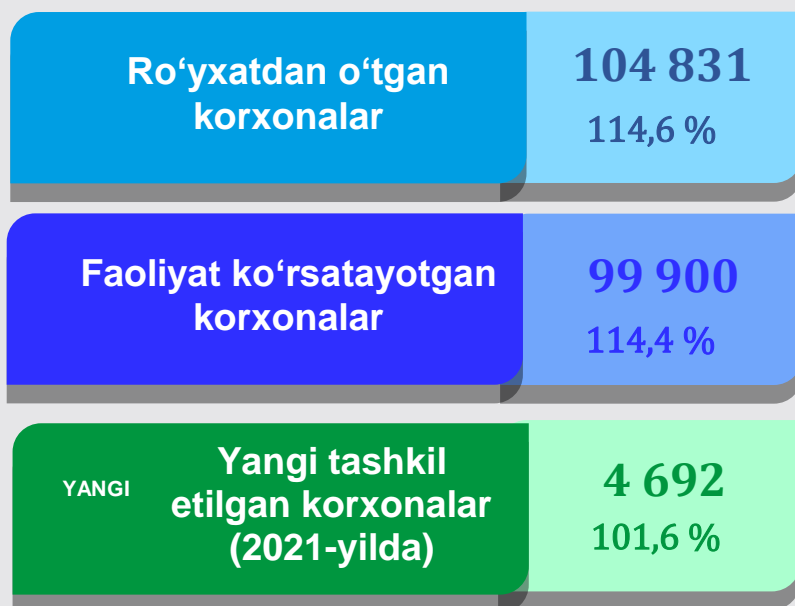 Ro‘yxatdan o‘tgan
korxonalar
104 831
114,6 %
Faoliyat ko‘rsatayotgan
korxonalar
99 900
114,4 %
YANGI
Yangi tashkil
etilgan korxonalar
(2021-yilda)
4 692
101,6 %